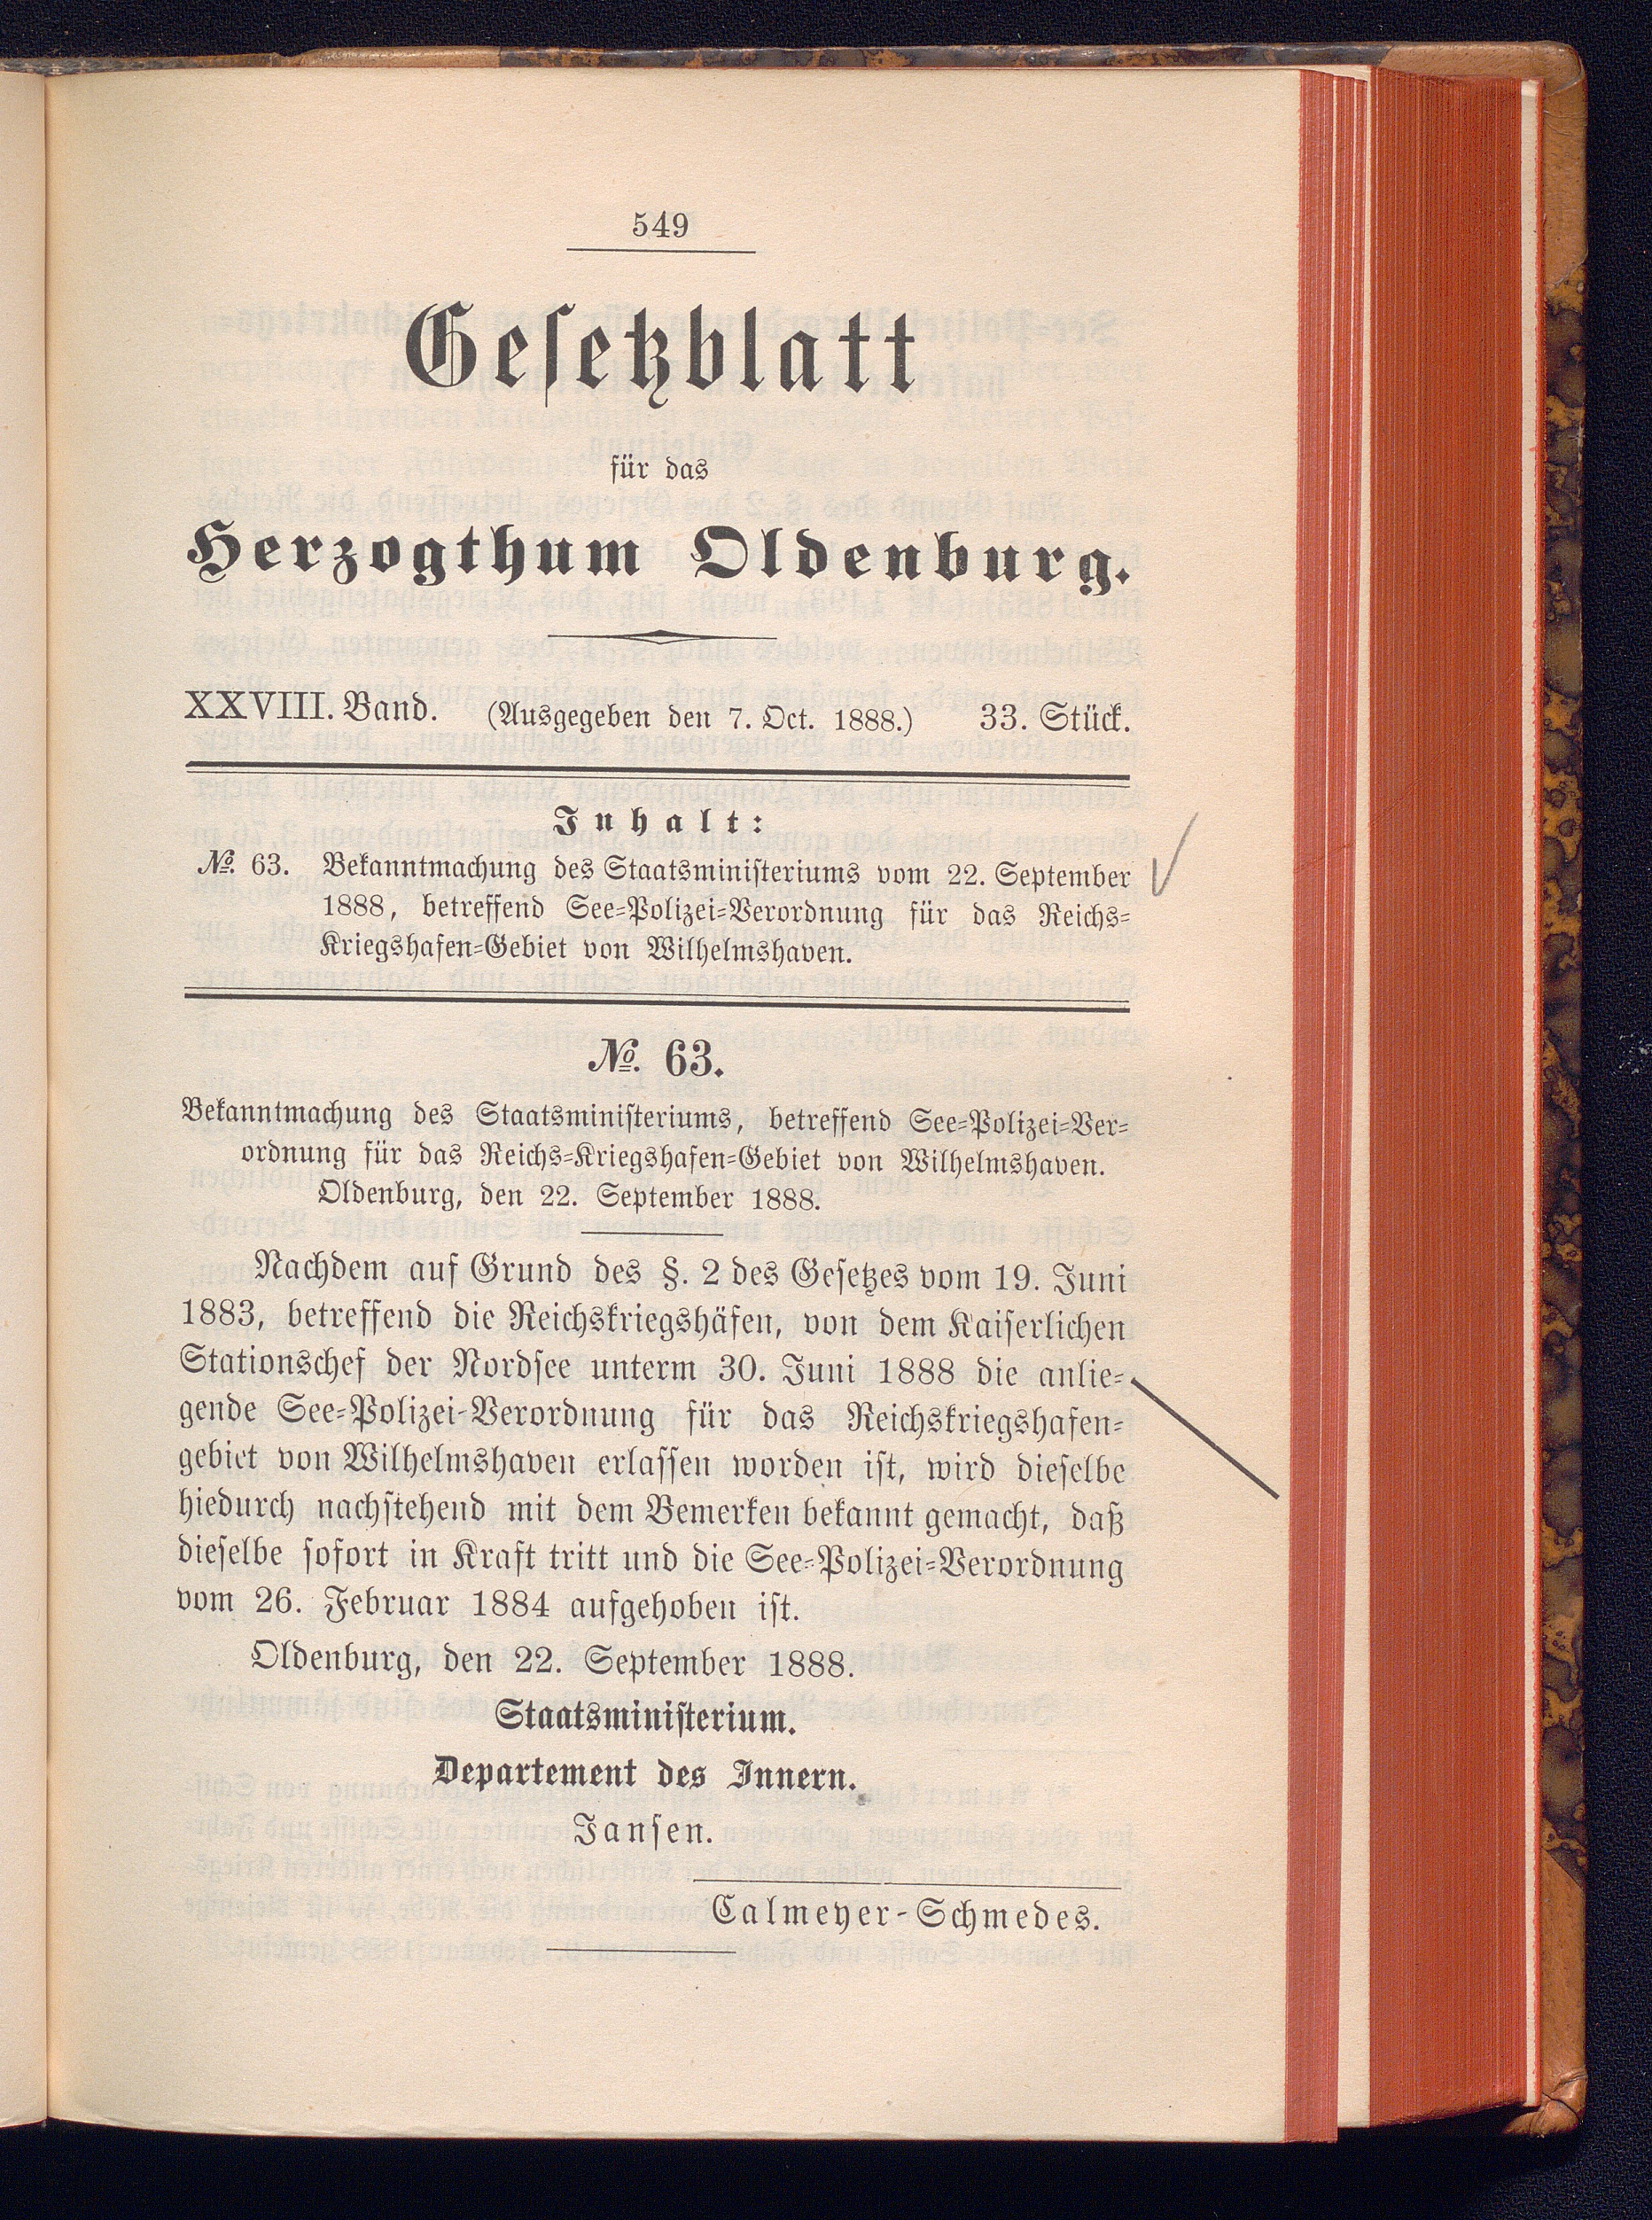 549
Gesetzblatt
für das
Herzogthum Oldenburg.
XXVIII. Band. (Ausgegeben den 7. Oct. 1888.) 33. Stück.
Inhalt:
№. 63. Bekanntmachung des Staatsministeriums vom 22. September
1888, betreffend See-Polizei-Verordnung für das Reichs-
Kriegshafen-Gebiet von Wilhelmshaven.
№. 63.
Bekanntmachung des Staatsministeriums, betreffend See-Polizei-Ver-
ordnung für das Reichs-Kriegshafen-Gebiet von Wilhelmshaven.
Oldenburg, den 22. September 1888.
Nachdem auf Grund des §. 2 des Gesetzes vom 19. Juni
1883, betreffend die Reichskriegshäfen, von dem Kaiserlichen
Stationschef der Nordsee unterm 30. Juni 1888 die anlie-
gende See-Polizei-Verordnung für das Reichskriegshafen-
gebiet von Wilhelmshaven erlassen worden ist, wird dieselbe
hiedurch nachstehend mit dem Bemerken bekannt gemacht, daß
dieselbe sofort in Kraft tritt und die See-Polizei-Verordnung
vom 26. Februar 1884 aufgehoben ist.
Oldenburg, den 22. September 1888.
Staatsministerium.
Departement des Innern.
Jansen.
Calmeyer-Schmedes.